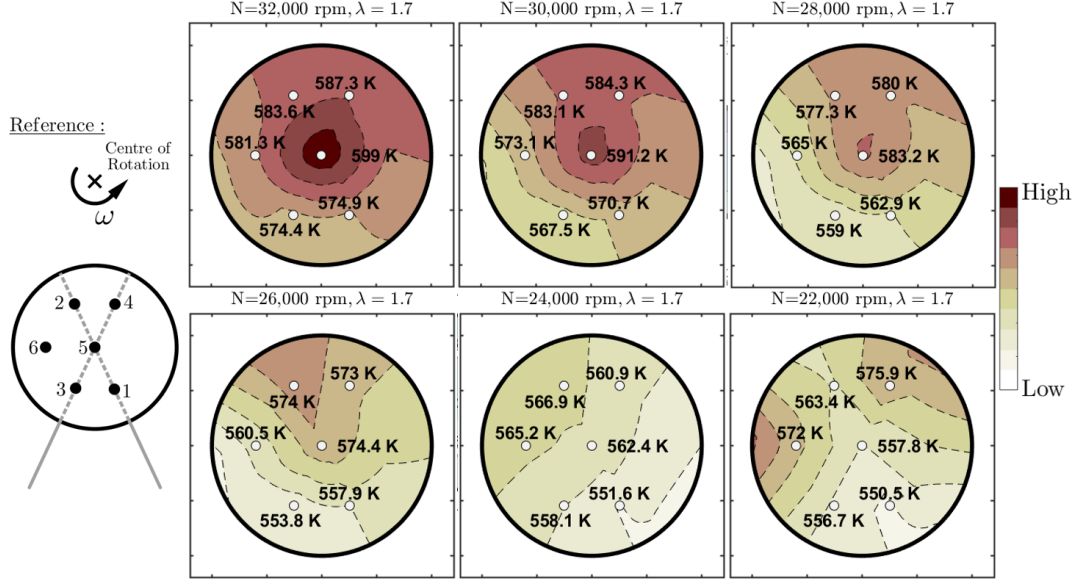 N=32,000 rpm, λ = 1.7
N=30,000 rpm, λ = 1.7
N=28,000 rpm, λ = 1.7
Reference :
Centre of
Rotation
ω
2
4
6
5
3
1
587.3 K
583.6 K
581.3 K
599 K
574.9 K
574.4 K
584.3 K
583.1 K
573.1 K
591.2 K
570.7 K
567.5 K
580 K
577.3 K
565 K
583.2 K
562.9 K
559 K
High
Low
N=26,000 rpm, λ = 1.7
N=24,000 rpm, λ = 1.7
N=22,000 rpm, λ = 1.7
573 K
574 K
560.5 K
574.4 K
557.9 K
553.8 K
560.9 K
566.9 K
565.2 K
562.4 K
551.6 K
558.1 K
575.9 K
563.4 K
572 K
557.8 K
550.5 K
556.7 K